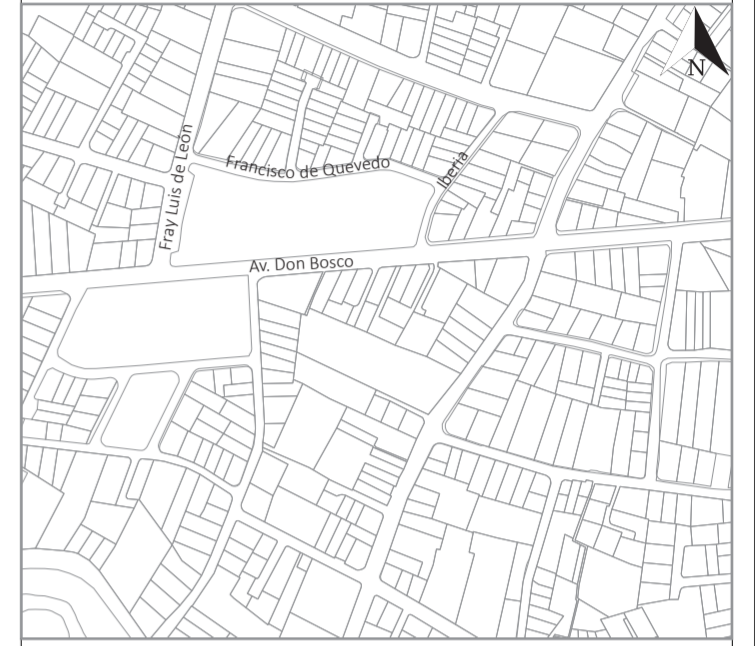 N
Fray Luis de León
Francisco de Quevedo
Iberia
Av. Don Bosco